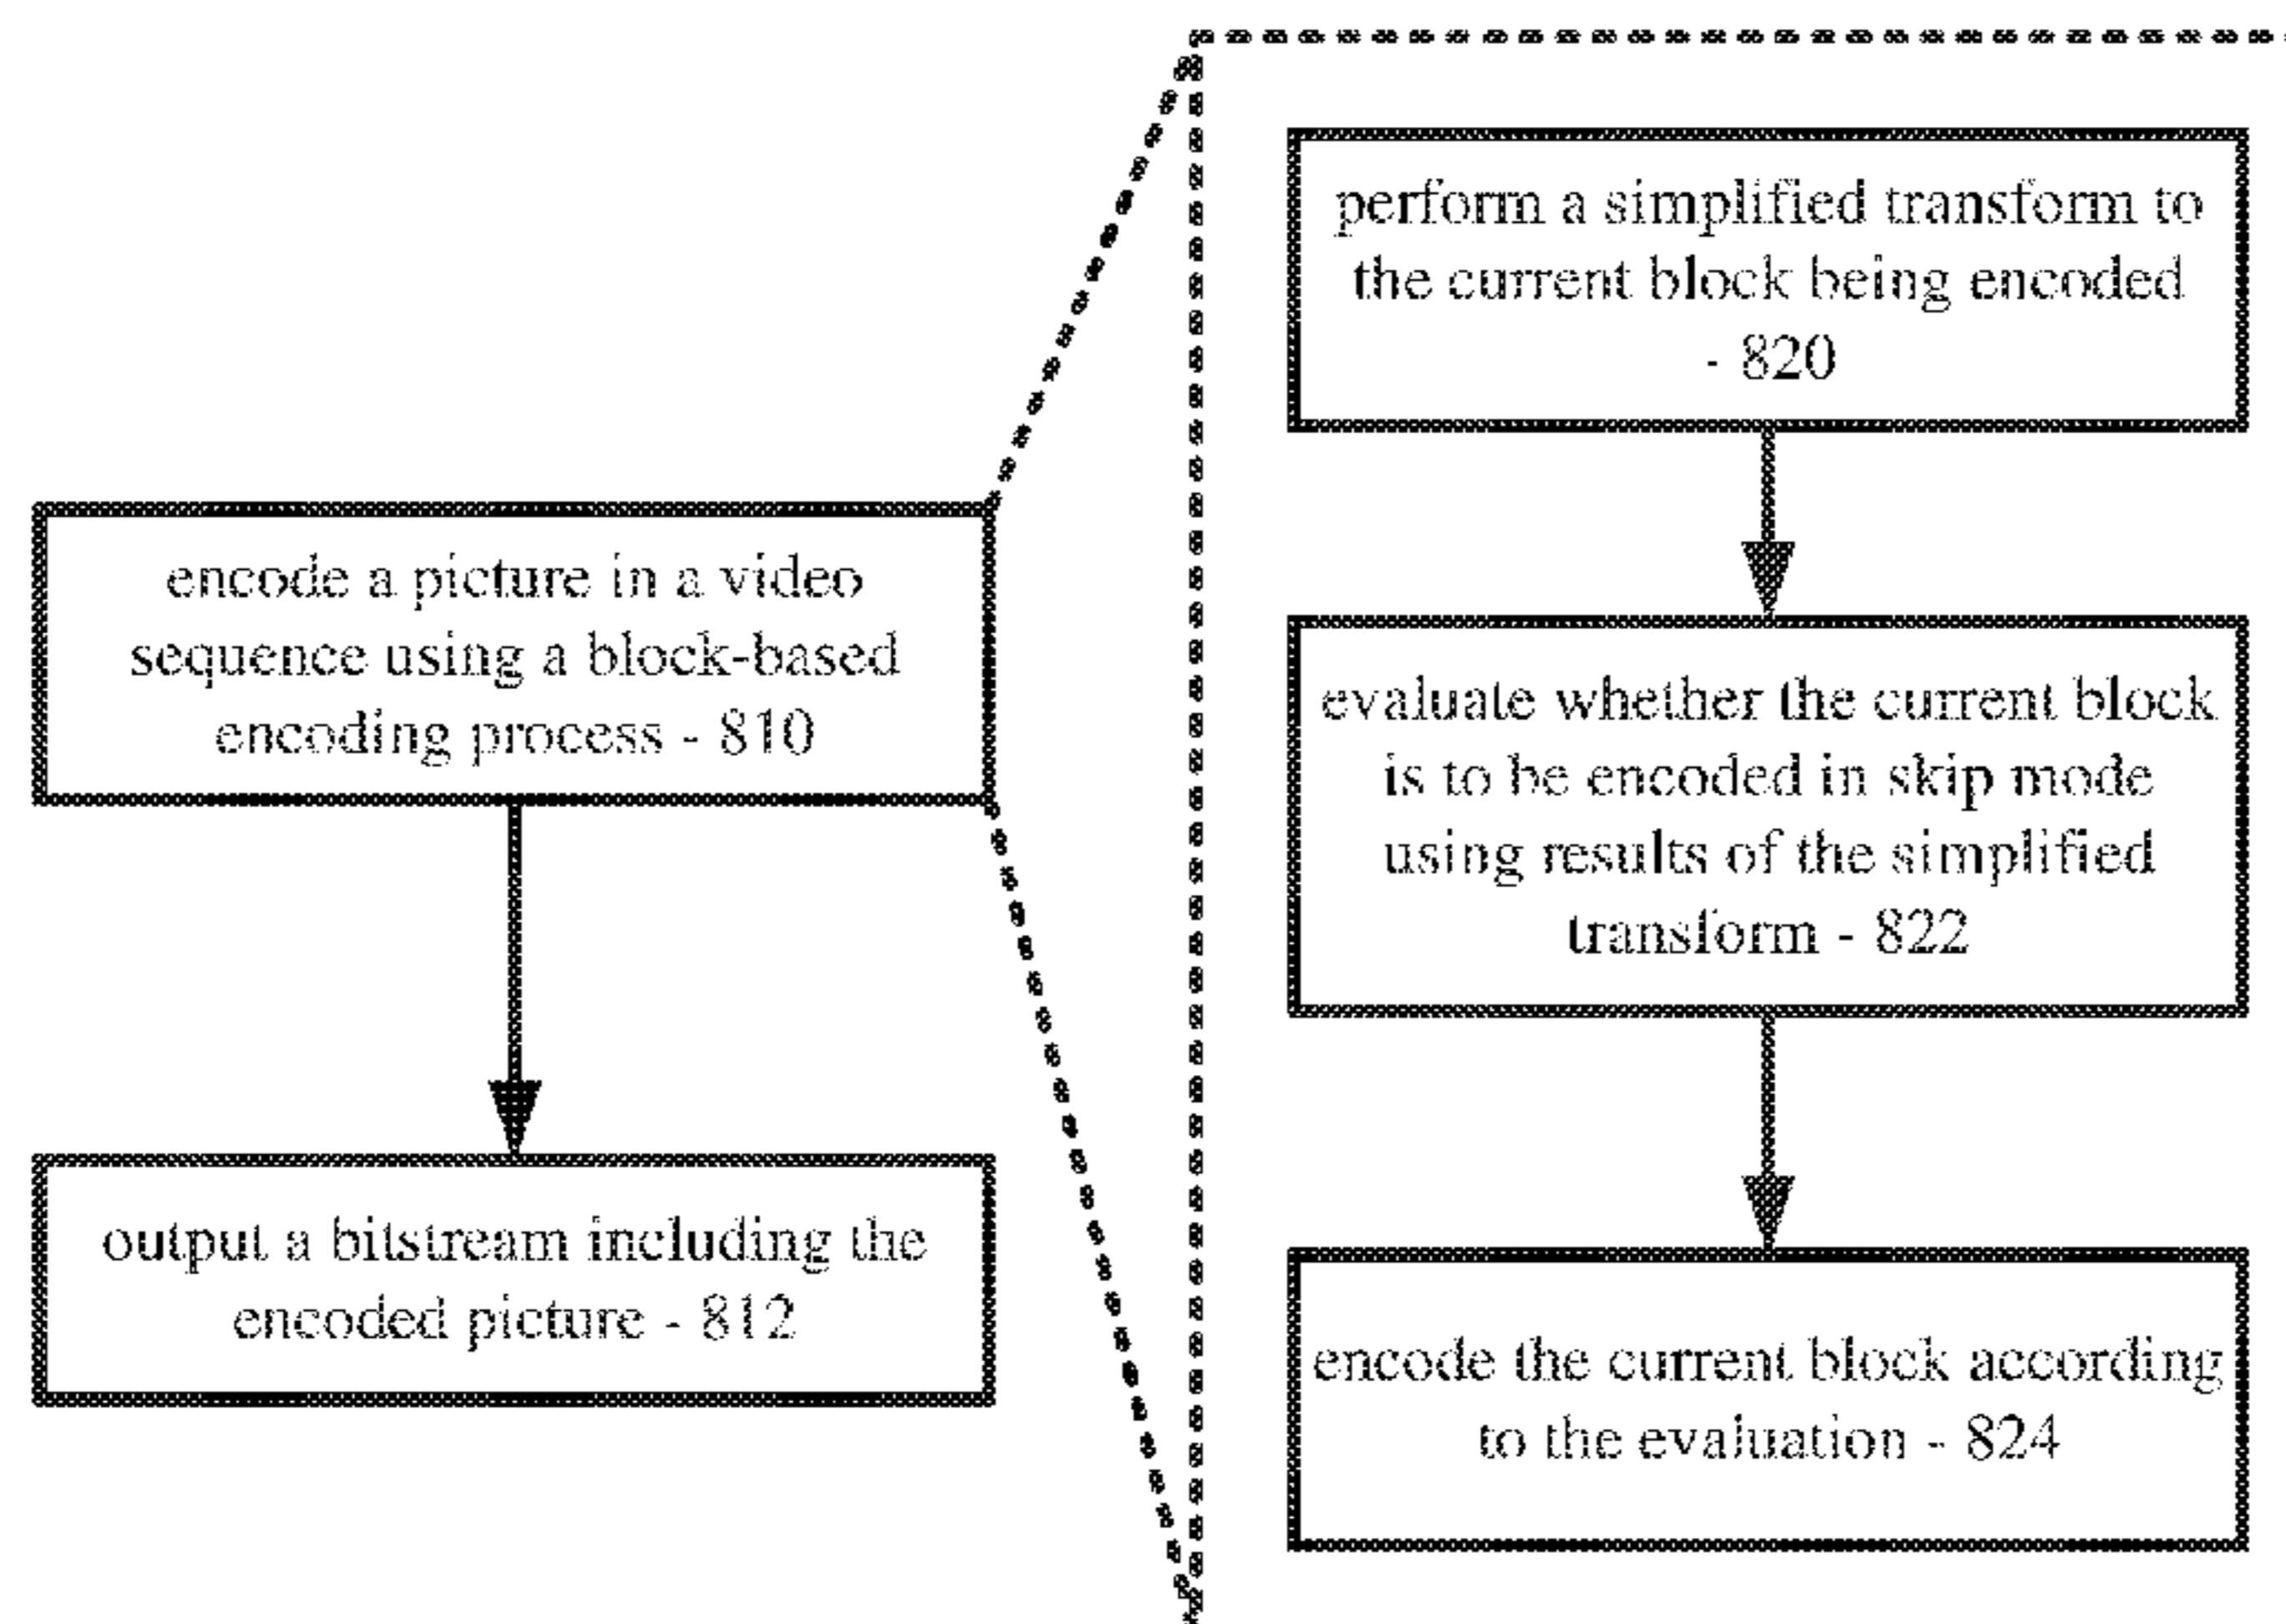 encode a picture in a video
sequence using a block-based
encoding process - 810
output a bitstream including the
encoded picture - 812
perform a simplified transform to
the current block being encoded
- 820
evaluate whether the current block
is to be encoded in skip mode
using results of the simplified
transform - 822
encode the current block according
to the evaluation - 824